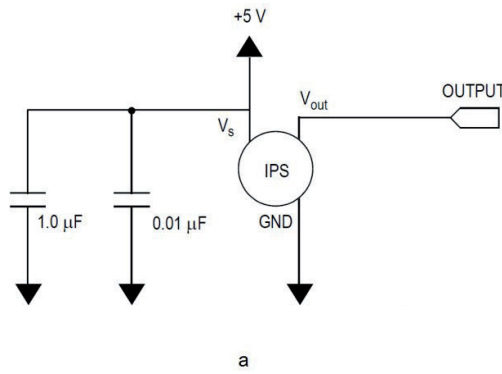 +5 V
OUTPUT
Vout
Vs
IPS
GND
1.0 μF
0.01 μF
a